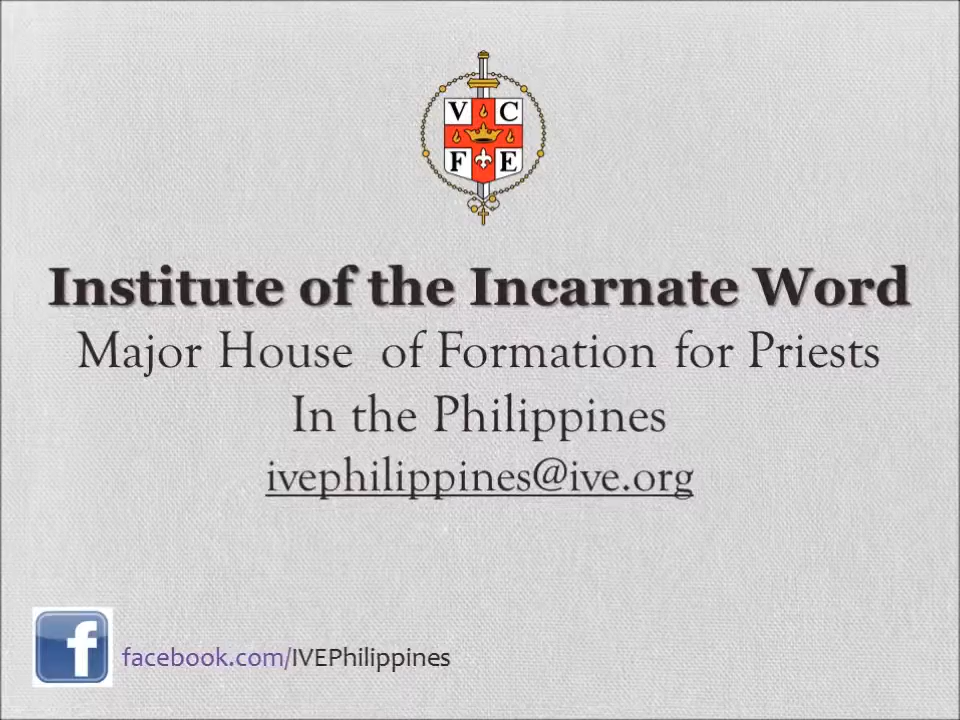 V C
F E
Institute of the Incarnate Word
Major House of Formation for Priests
In the Philippines
ivephilippines@ive.org
f
facebook.com/IVEPhilippines